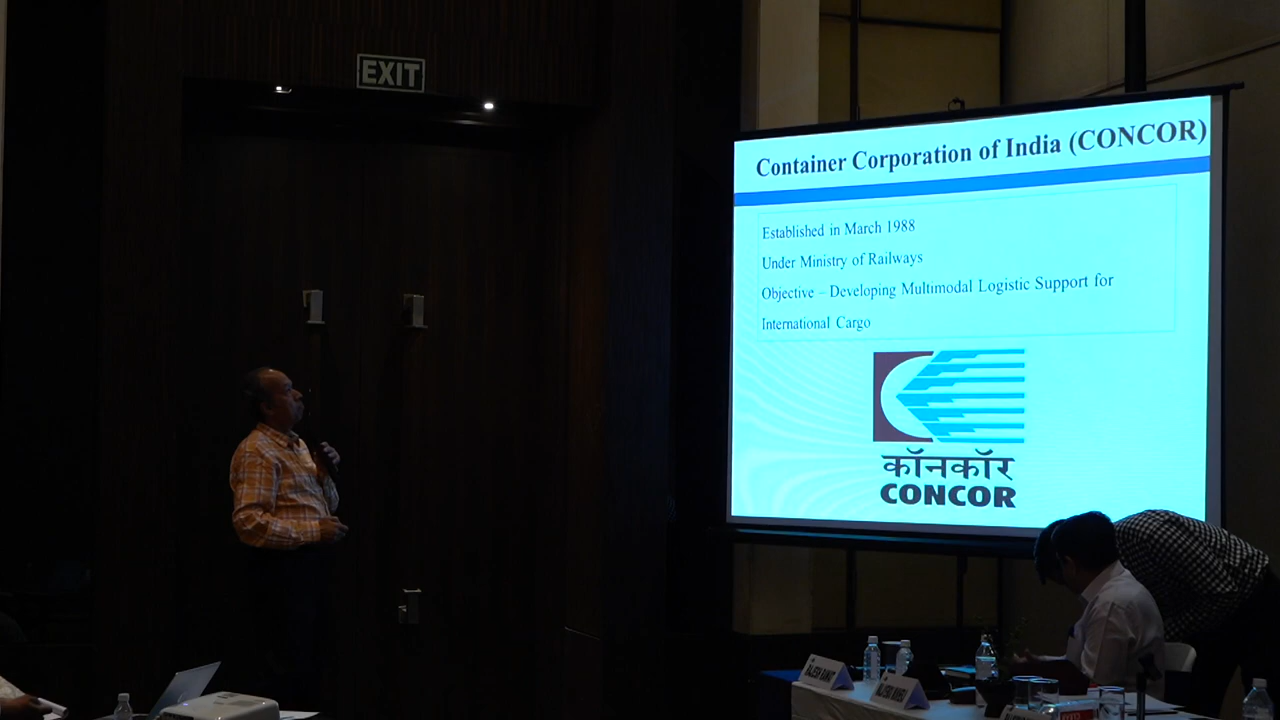 EXIT
Container Corporation of India (CONCOR)
Established in March 1988
Under Ministry of Railways
Objective – Developing Multimodal Logistic Support for
International Cargo
कॉनकॉर
CONCOR
RAJESH